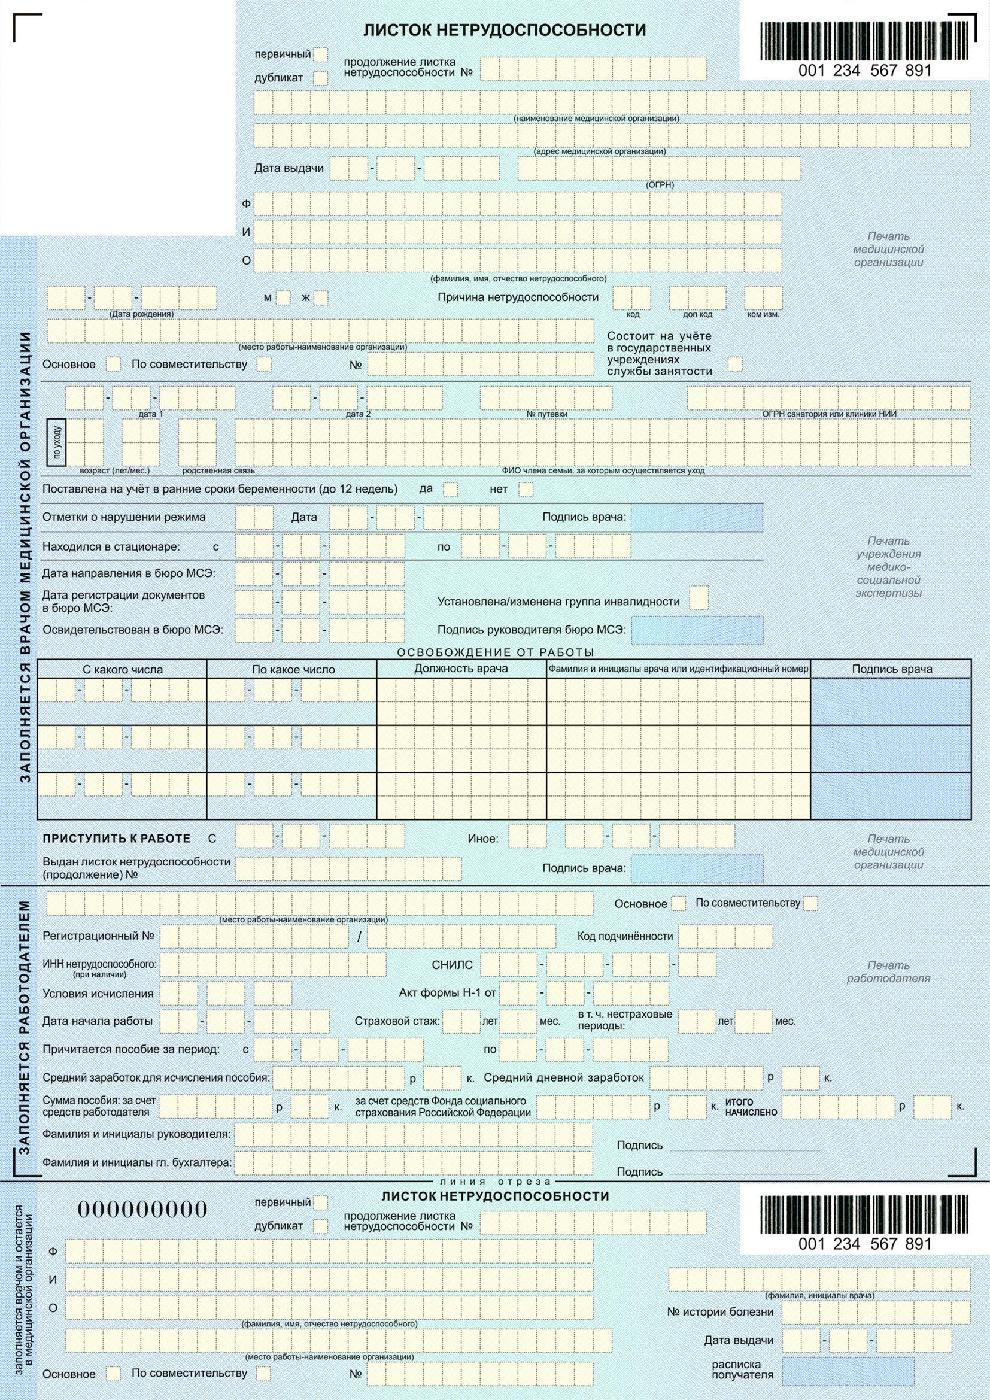 ЛИСТОК НЕТРУДОСПОСОБНОСТИ
первичный
дубликат
продолжение листка
нетрудоспособности №
001 234 567 891
(наименование медицинской организации)
(адрес медицинской организации)
Дата выдачи - -
(ОГРН)
Ф
И
О
(фамилия, имя, отчество нетрудоспособного)
Печать
медицинской
организации
- -
(Дата рождения)
м ж
Причина нетрудоспособности
код доп код ком изм.
(место работы-наименование организации)
Состоит на учёте
в государственных
учреждениях
службы занятости
Основное По совместительству №
- - - -
дата 1 дата 2 № путевки ОГРН санатория или клиники НИИ
по уходу
возраст (лет/мес.) родственная связь ФИО члена семьи, за которым осуществляется уход
Поставлена на учёт в ранние сроки беременности (до 12 недель) да нет
Отметки о нарушении режима Дата - - Подпись врача:
Находился в стационаре: с - - по - -
Дата направления в бюро МСЭ: - -
Дата регистрации документов
в бюро МСЭ: - -
Установлена/изменена группа инвалидности
Освидетельствован в бюро МСЭ: - - Подпись руководителя бюро МСЭ:
Печать
учреждения
медико-
социальной
экспертизы
ЗАПОЛНЯЕТСЯ ВРАЧОМ МЕДИЦИНСКОЙ ОРГАНИЗАЦИИ
ОСВОБОЖДЕНИЕ ОТ РАБОТЫ
С какого числа По какое число Должность врача Фамилия и инициалы врача или идентификационный номер Подпись врача
- - - -
- - - -
- - - -
ПРИСТУПИТЬ К РАБОТЕ С - - Иное: - -
Выдан листок нетрудоспособности
(продолжение) №
Подпись врача:
Печать
медицинской
организации
ЗАПОЛНЯЕТСЯ РАБОТОДАТЕЛЕМ
(место работы-наименование организации)
Основное По совместительству
Регистрационный № / Код подчинённости
ИНН нетрудоспособного:
(при наличии)
СНИЛС - - -
Печать
работодателя
Условия исчисления Акт формы Н-1 от - -
Дата начала работы - - Страховой стаж: лет мес. в т. ч. нестраховые
периоды: лет мес.
Причитается пособие за период: с - - по - -
Средний заработок для исчисления пособия: р к. Средний дневной заработок р к.
Сумма пособия: за счет
средств работодателя р к.
за счет средств Фонда социального
страхования Российской Федерации р к.
ИТОГО
НАЧИСЛЕНО р к.
Фамилия и инициалы руководителя: Подпись
Фамилия и инициалы гл. бухгалтера: Подпись
линия отреза
ЛИСТОК НЕТРУДОСПОСОБНОСТИ
000000000
первичный
дубликат
продолжение листка
нетрудоспособности №
001 234 567 891
заполняется врачом и остается
в медицинской организации
Ф
И
О
(фамилия, имя, отчество нетрудоспособного)
(фамилия, инициалы врача)
№ истории болезни
Дата выдачи - -
(место работы-наименование организации)
расписка
получателя
Основное По совместительству №